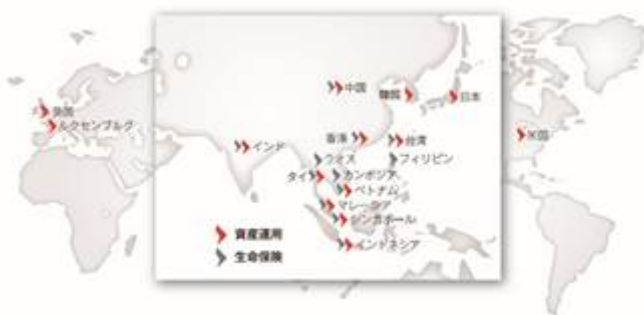 中国
韓国
日本
英国
ルクセンブルグ
米国
香港
台湾
インド
ラオス
フィリピン
タイ
カンボジア
ベトナム
マレーシア
シンガポール
インドネシア
資産運用
生命保険